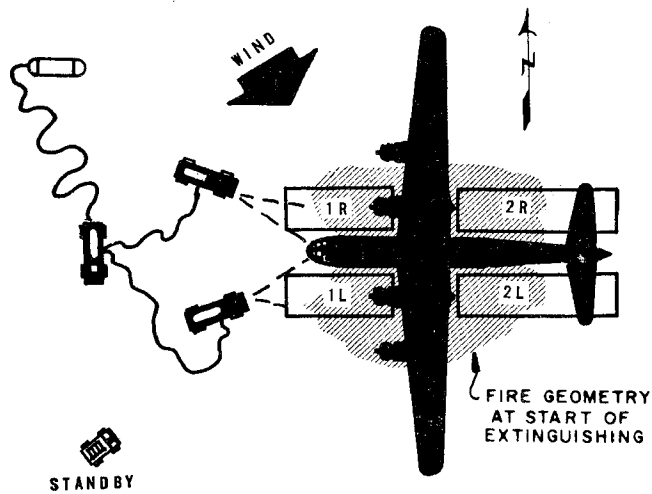 WIND
N
1R
2R
1L
2L
FIRE GEOMETRY
AT START OF
EXTINGUISHING
STANDBY